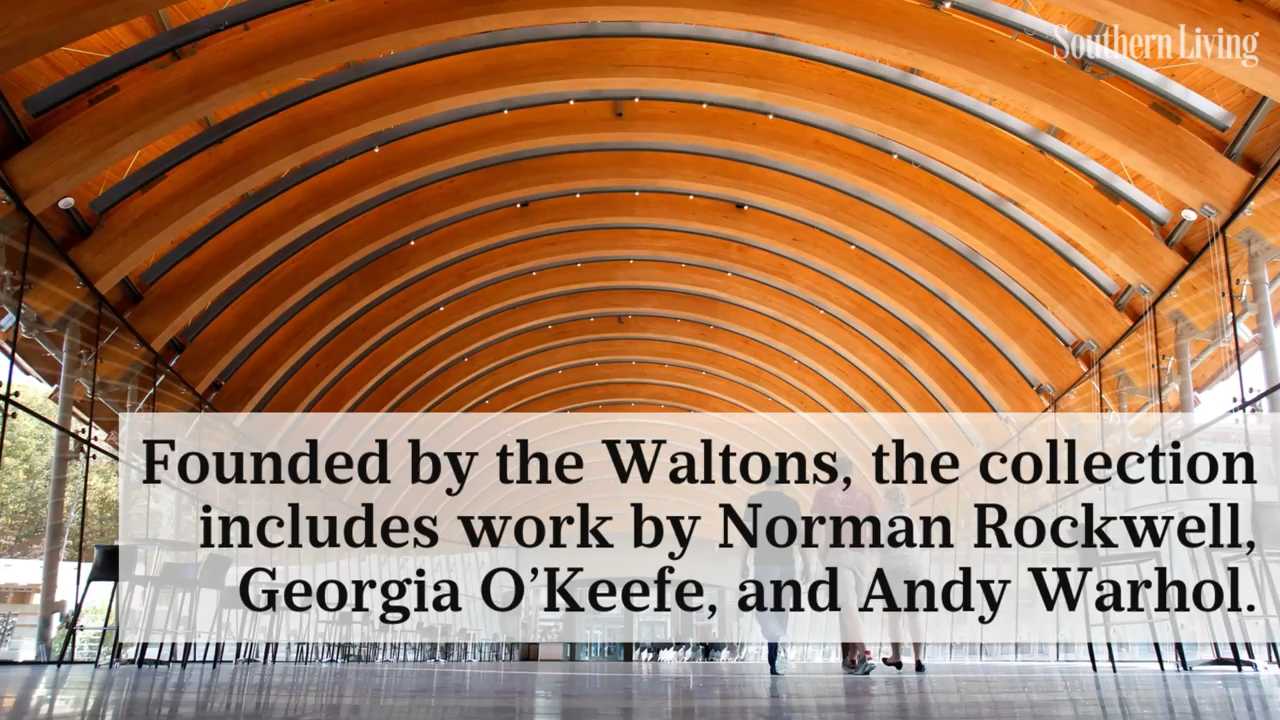 Southern Living
Founded by the Waltons, the collection
includes work by Norman Rockwell,
Georgia O’Keefe, and Andy Warhol.